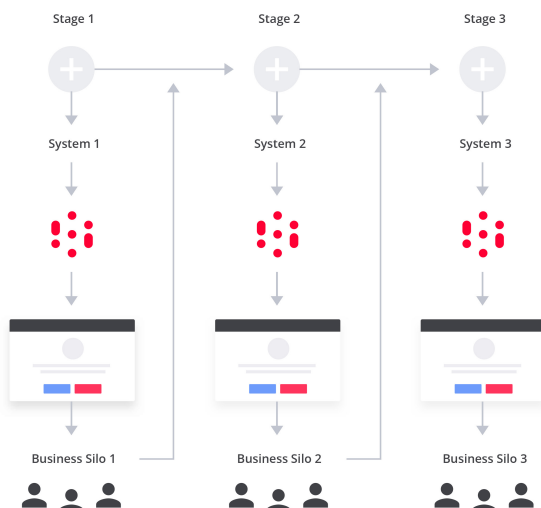 Stage 1
Stage 2
Stage 3
System 1
System 2
System 3
Business Silo 1
Business Silo 2
Business Silo 3